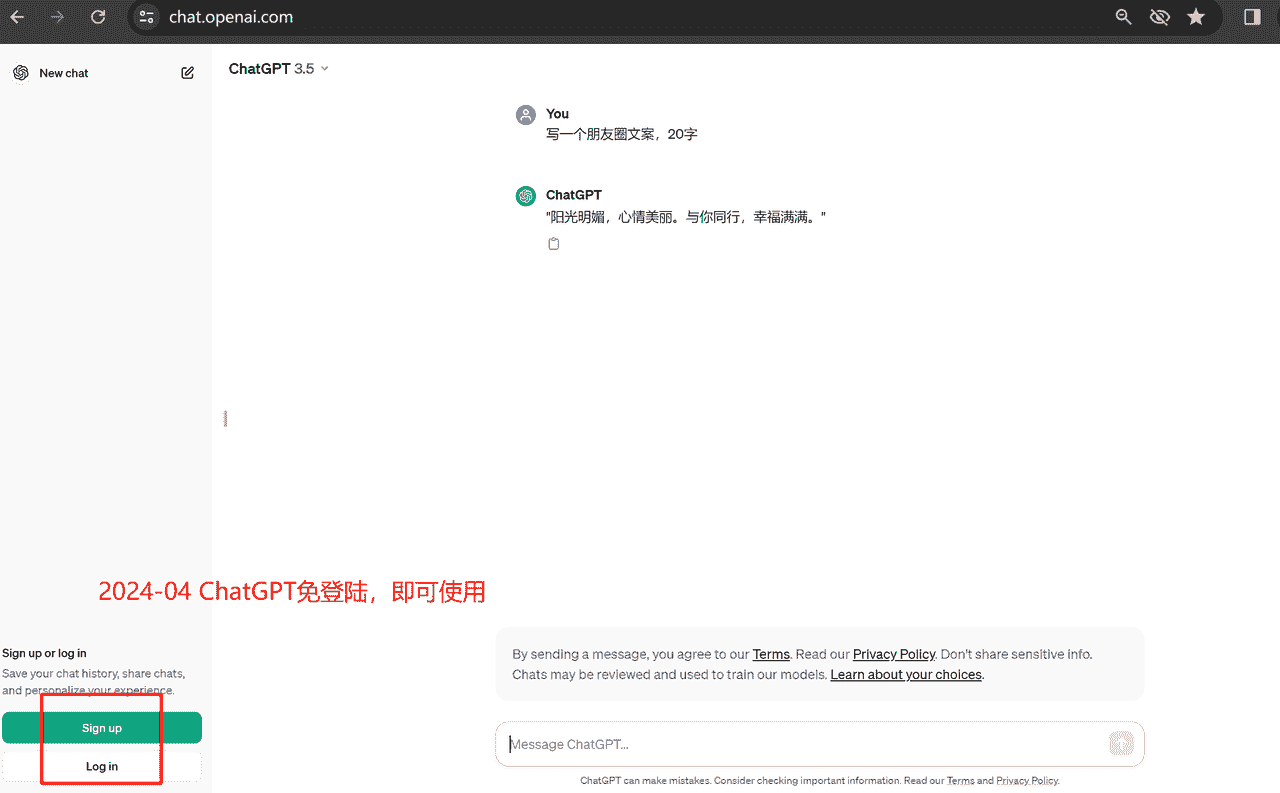 chat.openai.com
New chat
ChatGPT 3.5
You
写一个朋友圈文案，20字
ChatGPT
"阳光明媚，心情美丽。与你同行，幸福满满。"
2024-04 ChatGPT免登陆，即可使用
Sign up or log in
Save your chat history, share chats,
and personalize your experience.
Sign up
Log in
By sending a message, you agree to our Terms. Read our Privacy Policy. Don't share sensitive info.
Chats may be reviewed and used to train our models. Learn about your choices.
Message ChatGPT...
ChatGPT can make mistakes. Consider checking important information. Read our Terms and Privacy Policy.